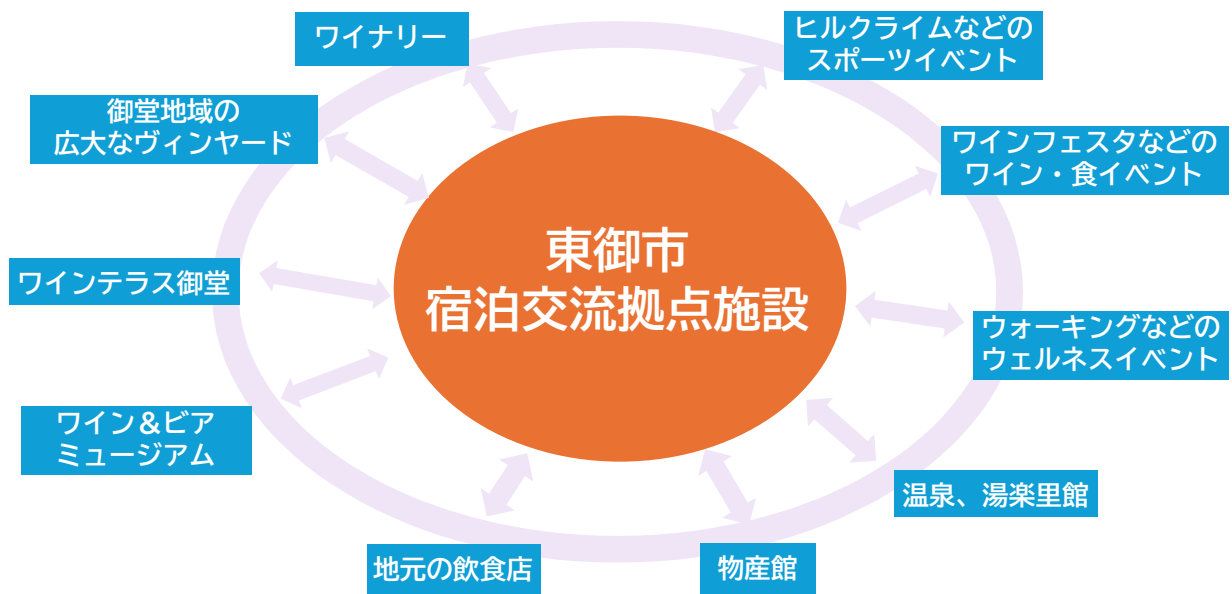 ワイナリー
ヒルクライムなどの
スポーツイベント
御堂地域の
広大なヴィンヤード
ワインフェスタなどの
ワイン・食イベント
東御市
宿泊交流拠点施設
ワインテラス御堂
ウォーキングなどの
ウェルネスイベント
ワイン＆ビア
ミュージアム
温泉、湯楽里館
地元の飲食店
物産館